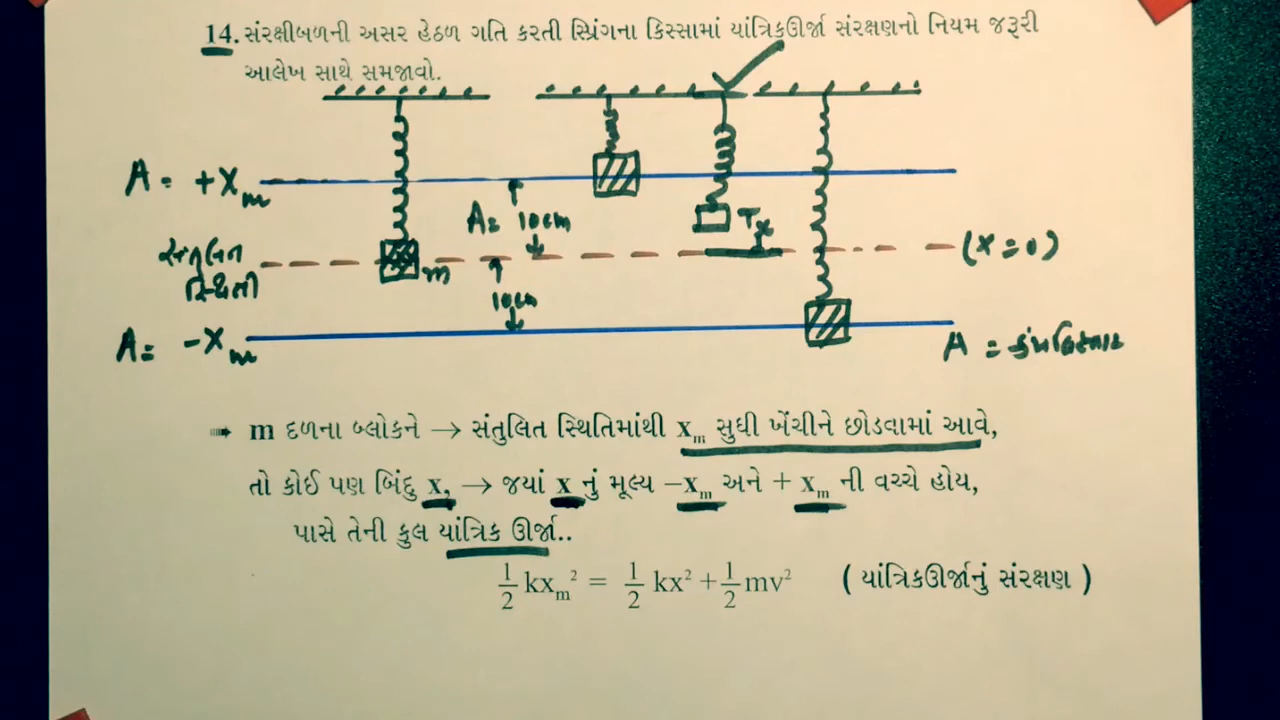 14. સંરક્ષીબળની અસર હેઠળ ગતિ કરતી સ્પ્રિંગના કિસ્સામાં યાંત્રિકઊર્જા સંરક્ષણનો નિયમ જરૂરી
આલેખ સાથે સમજાવો.
A = +Xm
A = 10cm
x
સંતુલિત
સ્થિતી
m
(x=0)
10cm
A = -Xm
A = કંપવિસ્તાર
➠ m દળના બ્લોકને → સંતુલિત સ્થિતિમાંથી xm સુધી ખેંચીને છોડવામાં આવે,
તો કોઈ પણ બિંદુ x, → જયાં x નું મૂલ્ય −xm અને + xm ની વચ્ચે હોય,
પાસે તેની કુલ યાંત્રિક ઊર્જા..
1/2 kxm² = 1/2 kx² + 1/2 mv² ( યાંત્રિકઊર્જાનું સંરક્ષણ )